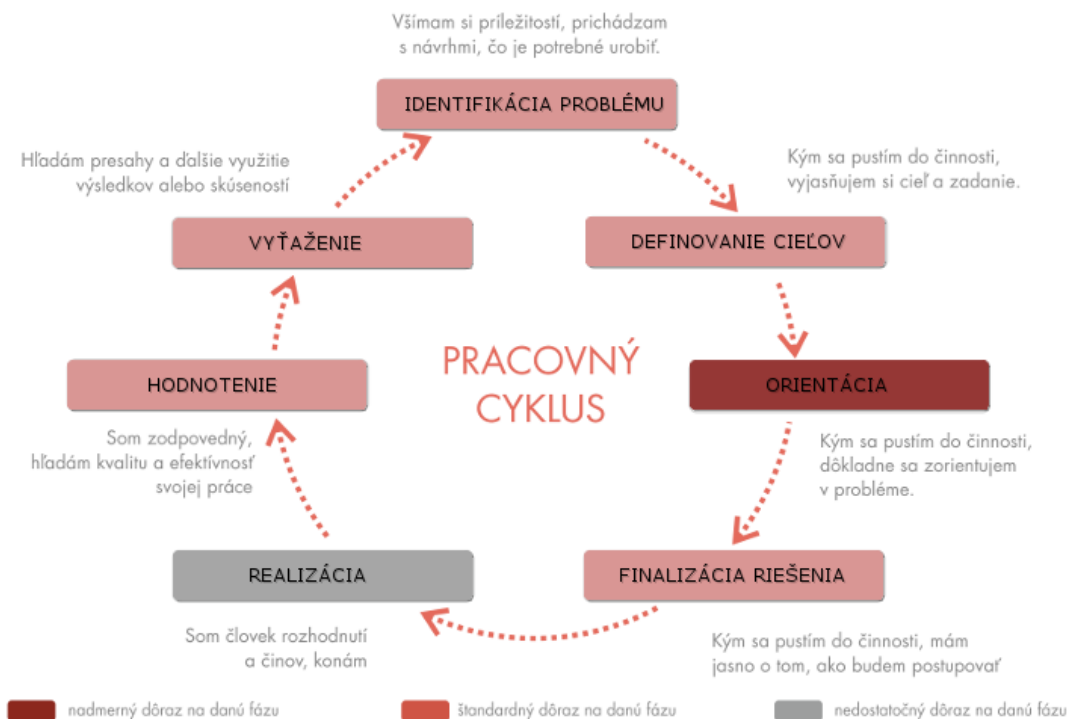 Všímam si príležitostí, prichádzam
s návrhmi, čo je potrebné urobiť.
IDENTIFIKÁCIA PROBLÉMU
Kým sa pustím do činnosti,
vyjasňujem si cieľ a zadanie.
DEFINOVANIE CIEĽOV
ORIENTÁCIA
Kým sa pustím do činnosti,
dôkladne sa zorientujem
v probléme.
FINALIZÁCIA RIEŠENIA
Kým sa pustím do činnosti, mám
jasno o tom, ako budem postupovať
REALIZÁCIA
Som človek rozhodnutí
a činov, konám
HODNOTENIE
Som zodpovedný,
hľadám kvalitu a efektívnosť
svojej práce
Hľadám presahy a ďalšie využitie
výsledkov alebo skúseností
VYŤAŽENIE
PRACOVNÝ
CYKLUS
nadmerný dôraz na danú fázu
štandardný dôraz na danú fázu
nedostatočný dôraz na danú fázu